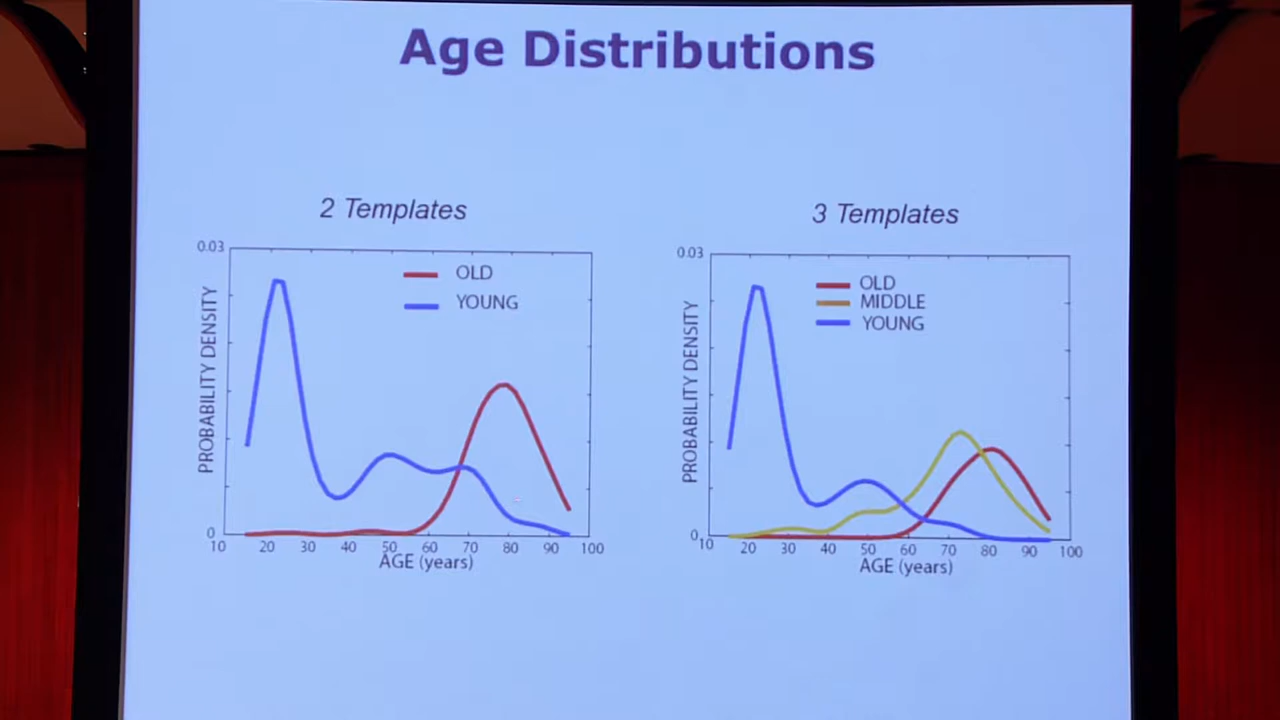 Age Distributions
2 Templates
0.03
OLD
YOUNG
PROBABILITY DENSITY
0
10 20 30 40 50 60 70 80 90 100
AGE (years)
3 Templates
0.03
OLD
MIDDLE
YOUNG
PROBABILITY DENSITY
0
10 20 30 40 50 60 70 80 90 100
AGE (years)